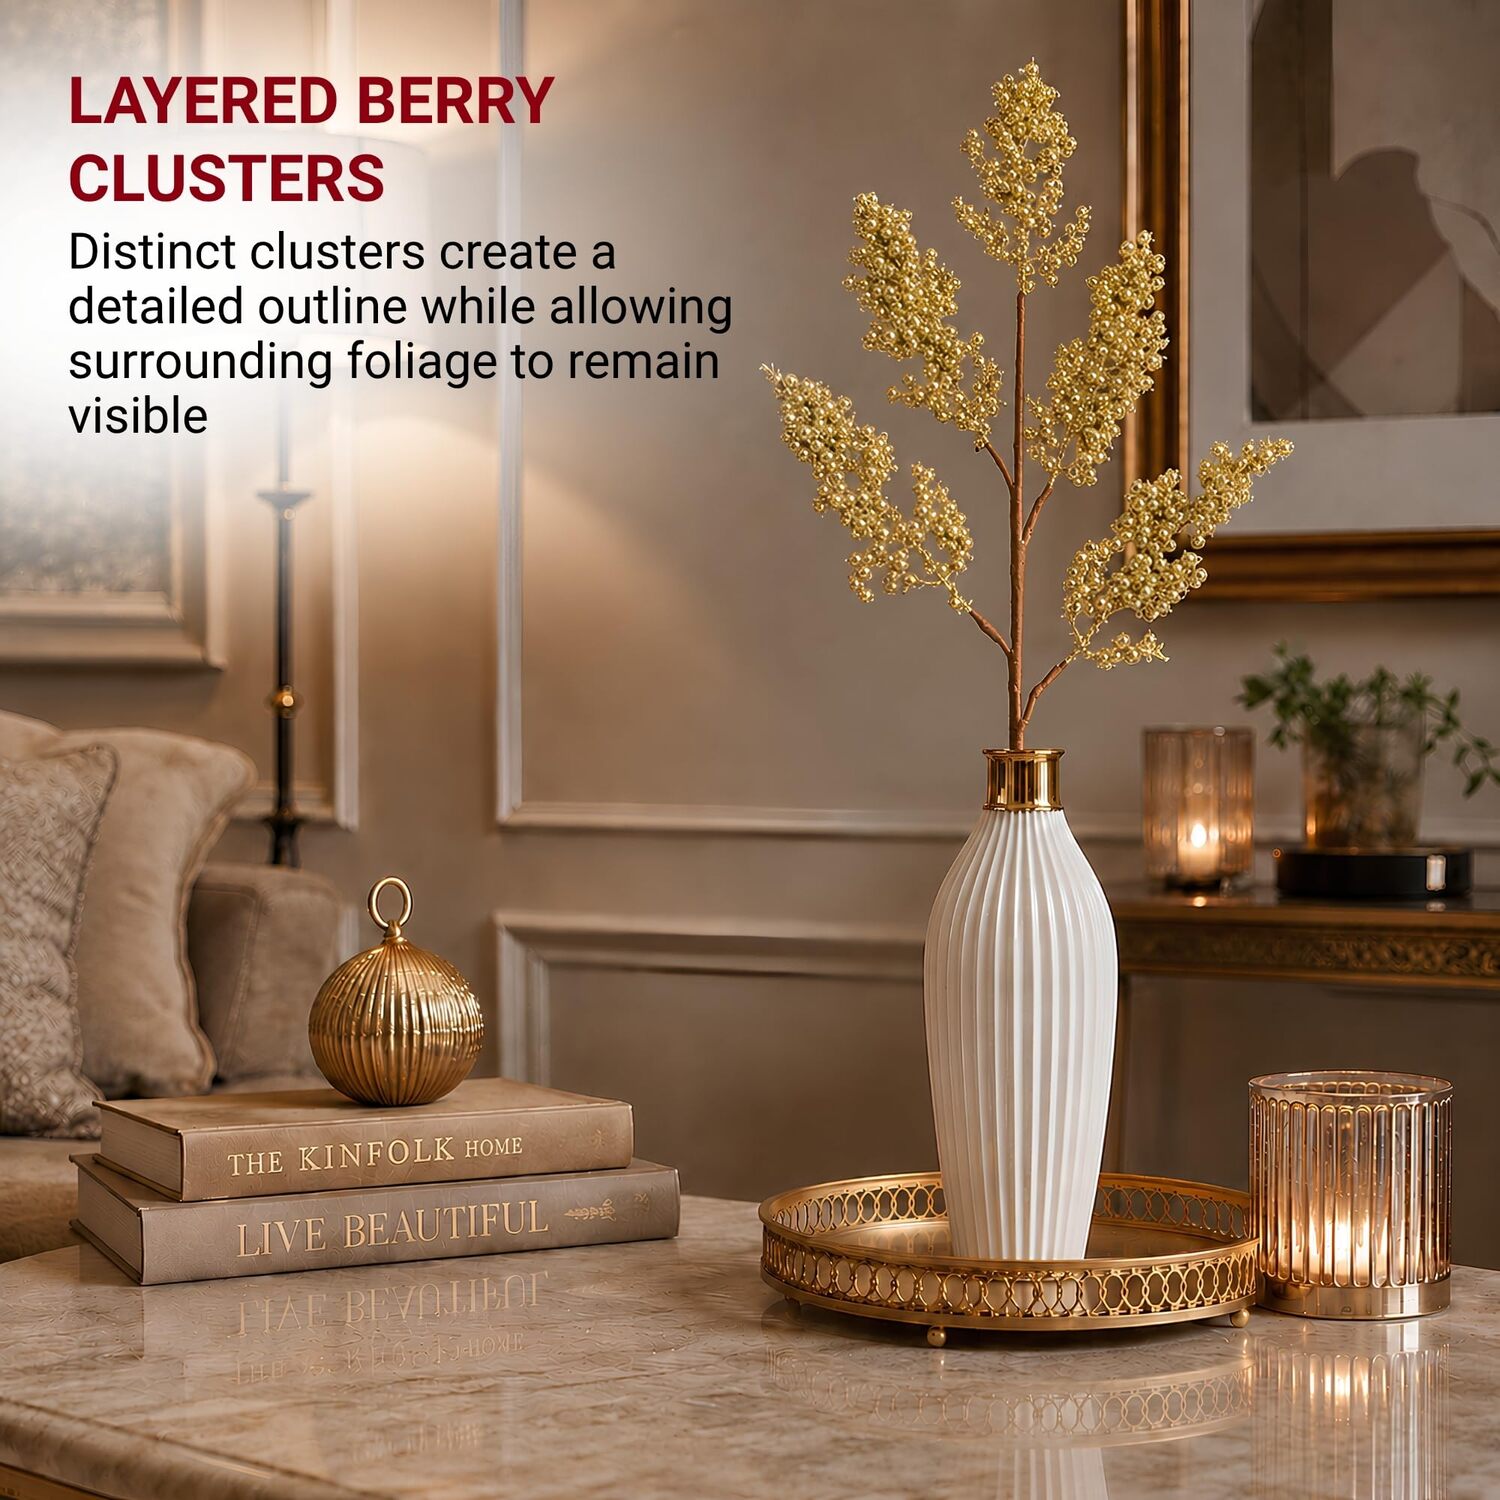 LAYERED BERRY
CLUSTERS
Distinct clusters create a
detailed outline while allowing
surrounding foliage to remain
visible
THE KINFOLK HOME
LIVE BEAUTIFUL